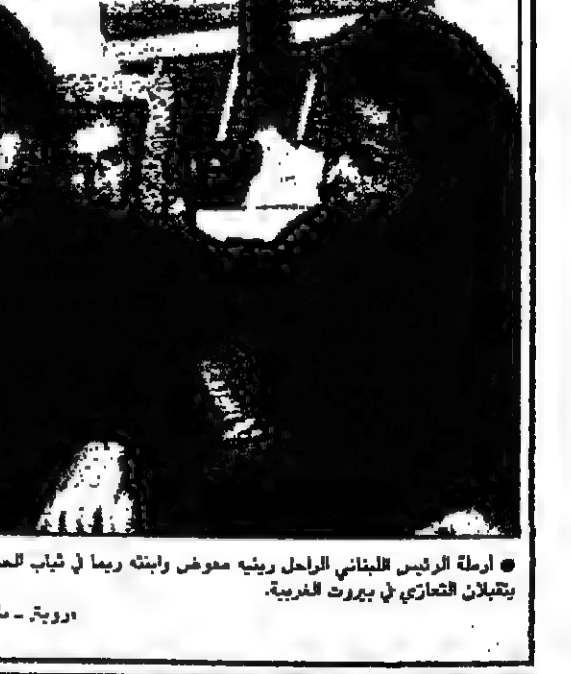 ● أرملة الرئيس اللبناني الراحل رينيه معوض وابنته ريما في ثياب
يتقبلان التعازي في بيروت الغربية.